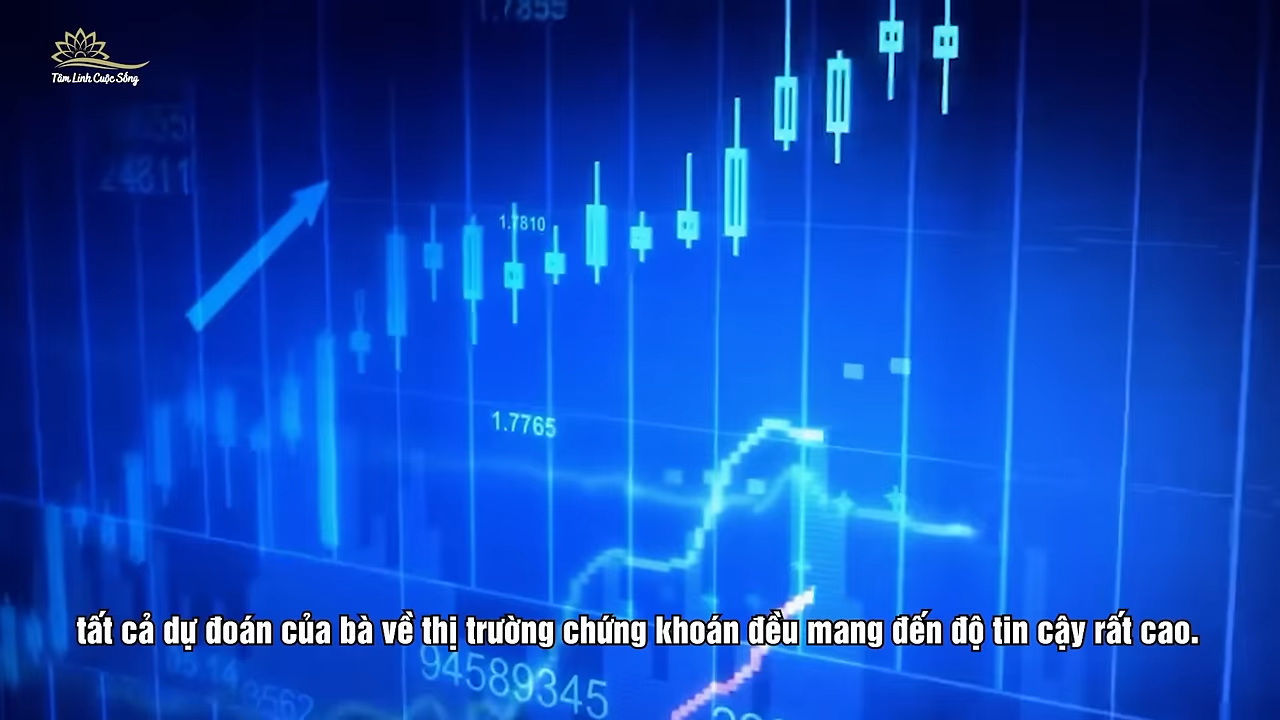 1.7855
Tâm Linh Cuộc Sống
24811
1.7810
1.7765
tất cả dự đoán của bà về thị trường chứng khoán đều mang đến độ tin cậy rất cao.
94589345